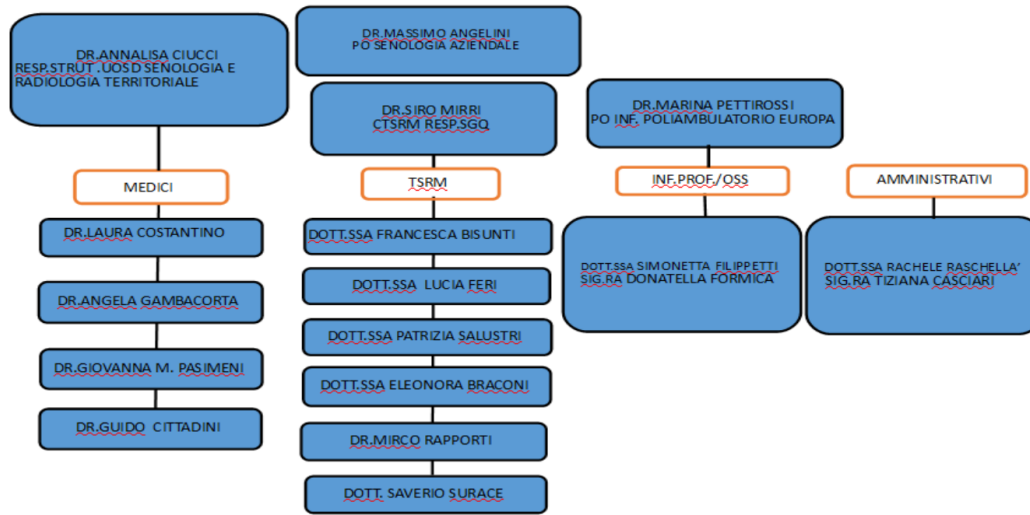 DR.ANNALISA CIUCCI
RESP.STRUT .UOSD SENOLOGIA E
RADIOLOGIA TERRITORIALE
MEDICI
DR.LAURA COSTANTINO
DR.ANGELA GAMBACORTA
DR.GIOVANNA M. PASIMENI
DR.GUIDO CITTADINI
DR.MASSIMO ANGELINI
PO SENOLOGIA AZIENDALE
DR.SIRO MIRRI
CTSRM RESP.SGQ
TSRM
DOTT.SSA FRANCESCA BISUNTI
DOTT.SSA LUCIA FERI
DOTT.SSA PATRIZIA SALUSTRI
DOTT.SSA ELEONORA BRACONI
DR.MIRCO RAPPORTI
DOTT. SAVERIO SURACE
DR.MARINA PETTIROSSI
PO INF. POLIAMBULATORIO EUROPA
INF.PROF./OSS
DOTT.SSA SIMONETTA FILIPPETTI
SIG.RA DONATELLA FORMICA
AMMINISTRATIVI
DOTT.SSA RACHELE RASCHELLA'
SIG.RA TIZIANA CASCIARI